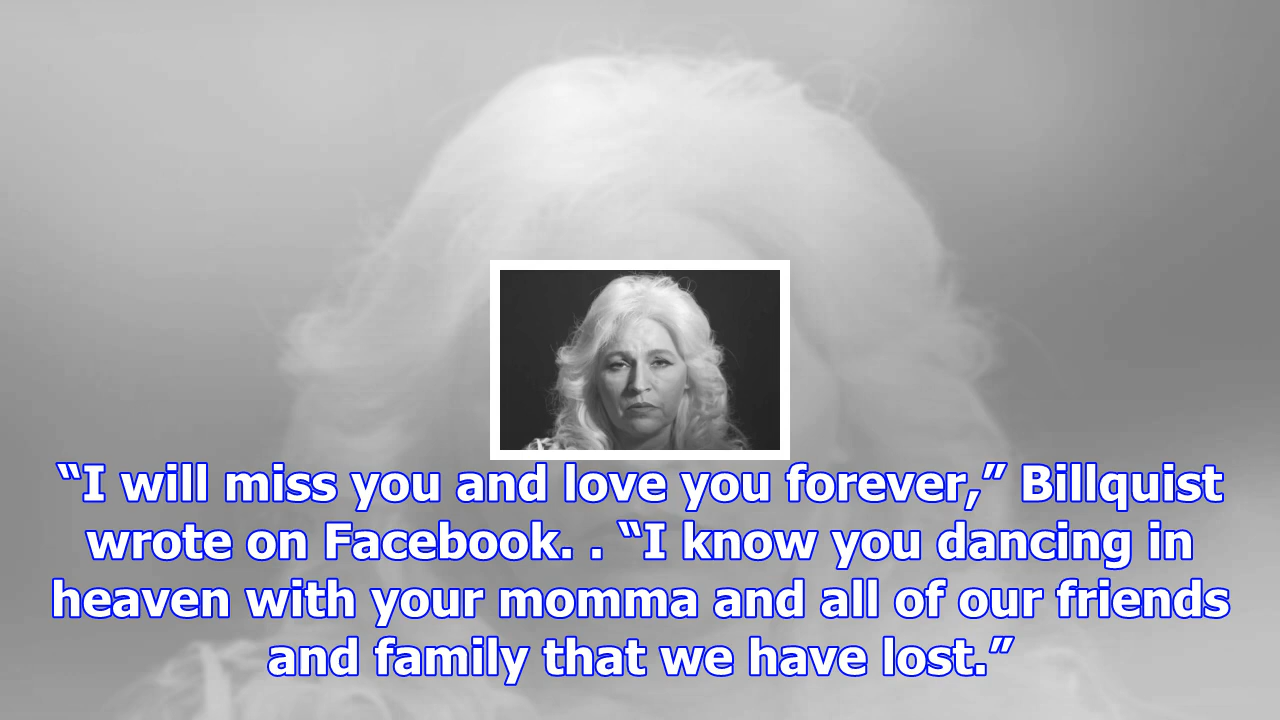 “I will miss you and love you forever,” Billquist
wrote on Facebook. . “I know you dancing in
heaven with your momma and all of our friends
and family that we have lost.”